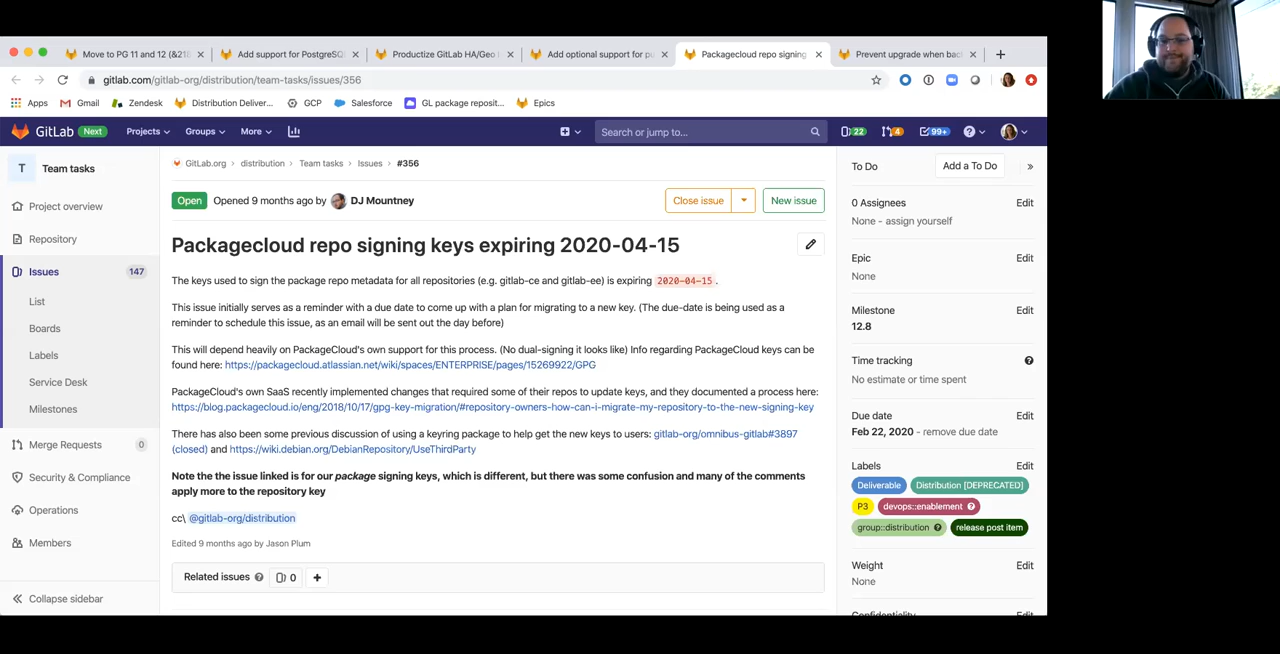 Move to PG 11 and 12 (&218
Add support for PostgreSQL
Productize GitLab HA/Geo
Add optional support for pu
Packagecloud repo signing
Prevent upgrade when bac
gitlab.com/gitlab-org/distribution/team-tasks/issues/356
Apps Gmail Zendesk Distribution Deliver... GCP Salesforce GL package reposit... Epics
GitLab Next Projects Groups More Search or jump to... 22 4 99+
T Team tasks
Project overview
Repository
Issues 147
List
Boards
Labels
Service Desk
Milestones
Merge Requests 0
Security & Compliance
Operations
Members
Collapse sidebar
GitLab.org > distribution > Team tasks > Issues > #356
Open Opened 9 months ago by DJ Mountney
Close issue New issue
Packagecloud repo signing keys expiring 2020-04-15
The keys used to sign the package repo metadata for all repositories (e.g. gitlab-ce and gitlab-ee) is expiring 2020-04-15.
This issue initially serves as a reminder with a due date to come up with a plan for migrating to a new key. (The due-date is being used as a
reminder to schedule this issue, as an email will be sent out the day before)
This will depend heavily on PackageCloud's own support for this process. (No dual-signing it looks like) Info regarding PackageCloud keys can be
found here: https://packagecloud.atlassian.net/wiki/spaces/ENTERPRISE/pages/15269922/GPG
PackageCloud's own SaaS recently implemented changes that required some of their repos to update keys, and they documented a process here:
https://blog.packagecloud.io/eng/2018/10/17/gpg-key-migration/#repository-owners-how-can-i-migrate-my-repository-to-the-new-signing-key
There has also been some previous discussion of using a keyring package to help get the new keys to users: gitlab-org/omnibus-gitlab#3897
(closed) and https://wiki.debian.org/DebianRepository/UseThirdParty
Note the the issue linked is for our package signing keys, which is different, but there was some confusion and many of the comments
apply more to the repository key
cc\ @gitlab-org/distribution
Edited 9 months ago by Jason Plum
Related issues 0
To Do Add a To Do »
0 Assignees Edit
None - assign yourself
Epic Edit
None
Milestone Edit
12.8
Time tracking
No estimate or time spent
Due date Edit
Feb 22, 2020 - remove due date
Labels Edit
Deliverable Distribution [DEPRECATED]
P3 devops::enablement
group::distribution release post item
Weight Edit
None
Confidentiality Edit